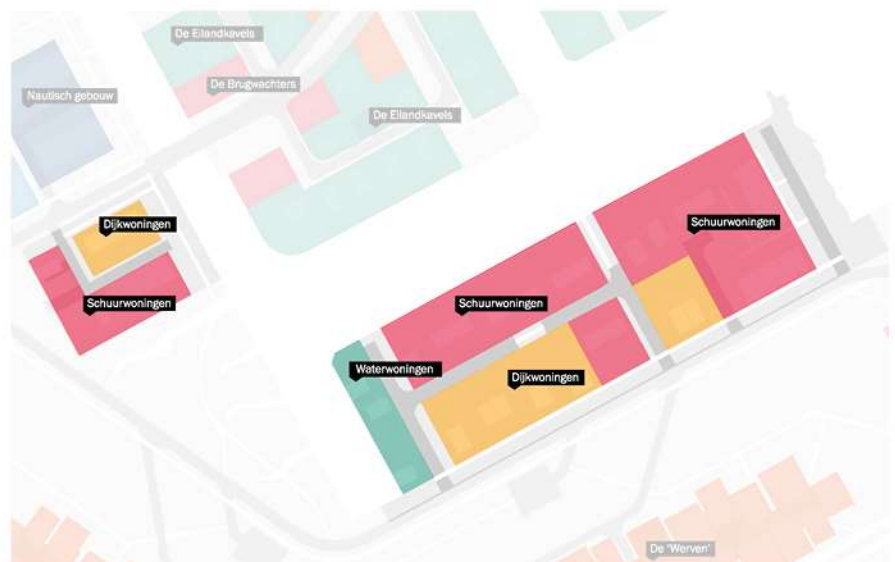 De Eilandkavels
De Brugwachters
Nautisch gebouw
De Eilandkavels
Dijkwoningen
Schuurwoningen
Schuurwoningen
Schuurwoningen
Waterwoningen
Dijkwoningen
De 'Werven'